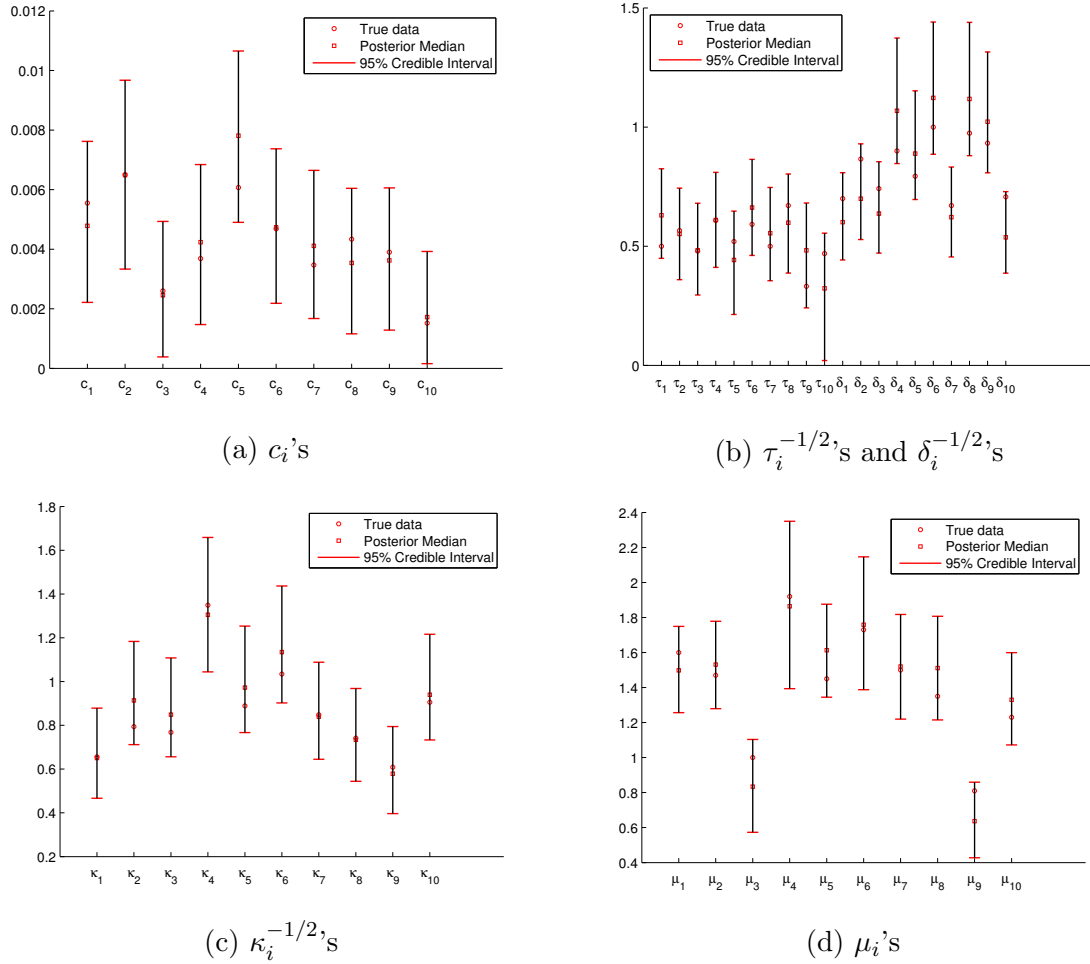 0.012
0.01
0.008
0.006
0.004
0.002
0
True data
Posterior Median
95% Credible Interval
c₁ c₂ c₃ c₄ c₅ c₆ c₇ c₈ c₉ c₁₀
(a) cᵢ's
1.5
1
0.5
0
True data
Posterior Median
95% Credible Interval
τ₁ τ₂ τ₃ τ₄ τ₅ τ₆ τ₇ τ₈ τ₉ τ₁₀ δ₁ δ₂ δ₃ δ₄ δ₅ δ₆ δ₇ δ₈ δ₉ δ₁₀
(b) τᵢ^{-1/2}'s and δᵢ^{-1/2}'s
1.8
1.6
1.4
1.2
1
0.8
0.6
0.4
0.2
True data
Posterior Median
95% Credible Interval
κ₁ κ₂ κ₃ κ₄ κ₅ κ₆ κ₇ κ₈ κ₉ κ₁₀
(c) κᵢ^{-1/2}'s
2.4
2.2
2
1.8
1.6
1.4
1.2
1
0.8
0.6
0.4
True data
Posterior Median
95% Credible Interval
μ₁ μ₂ μ₃ μ₄ μ₅ μ₆ μ₇ μ₈ μ₉ μ₁₀
(d) μᵢ's